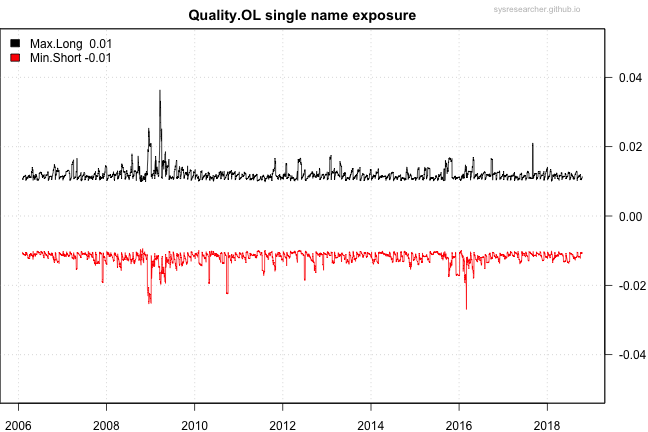 Quality.OL single name exposure
sysresearcher.github.io
Max.Long 0.01
Min.Short -0.01
0.04
0.02
0.00
-0.02
-0.04
2006 2008 2010 2012 2014 2016 2018